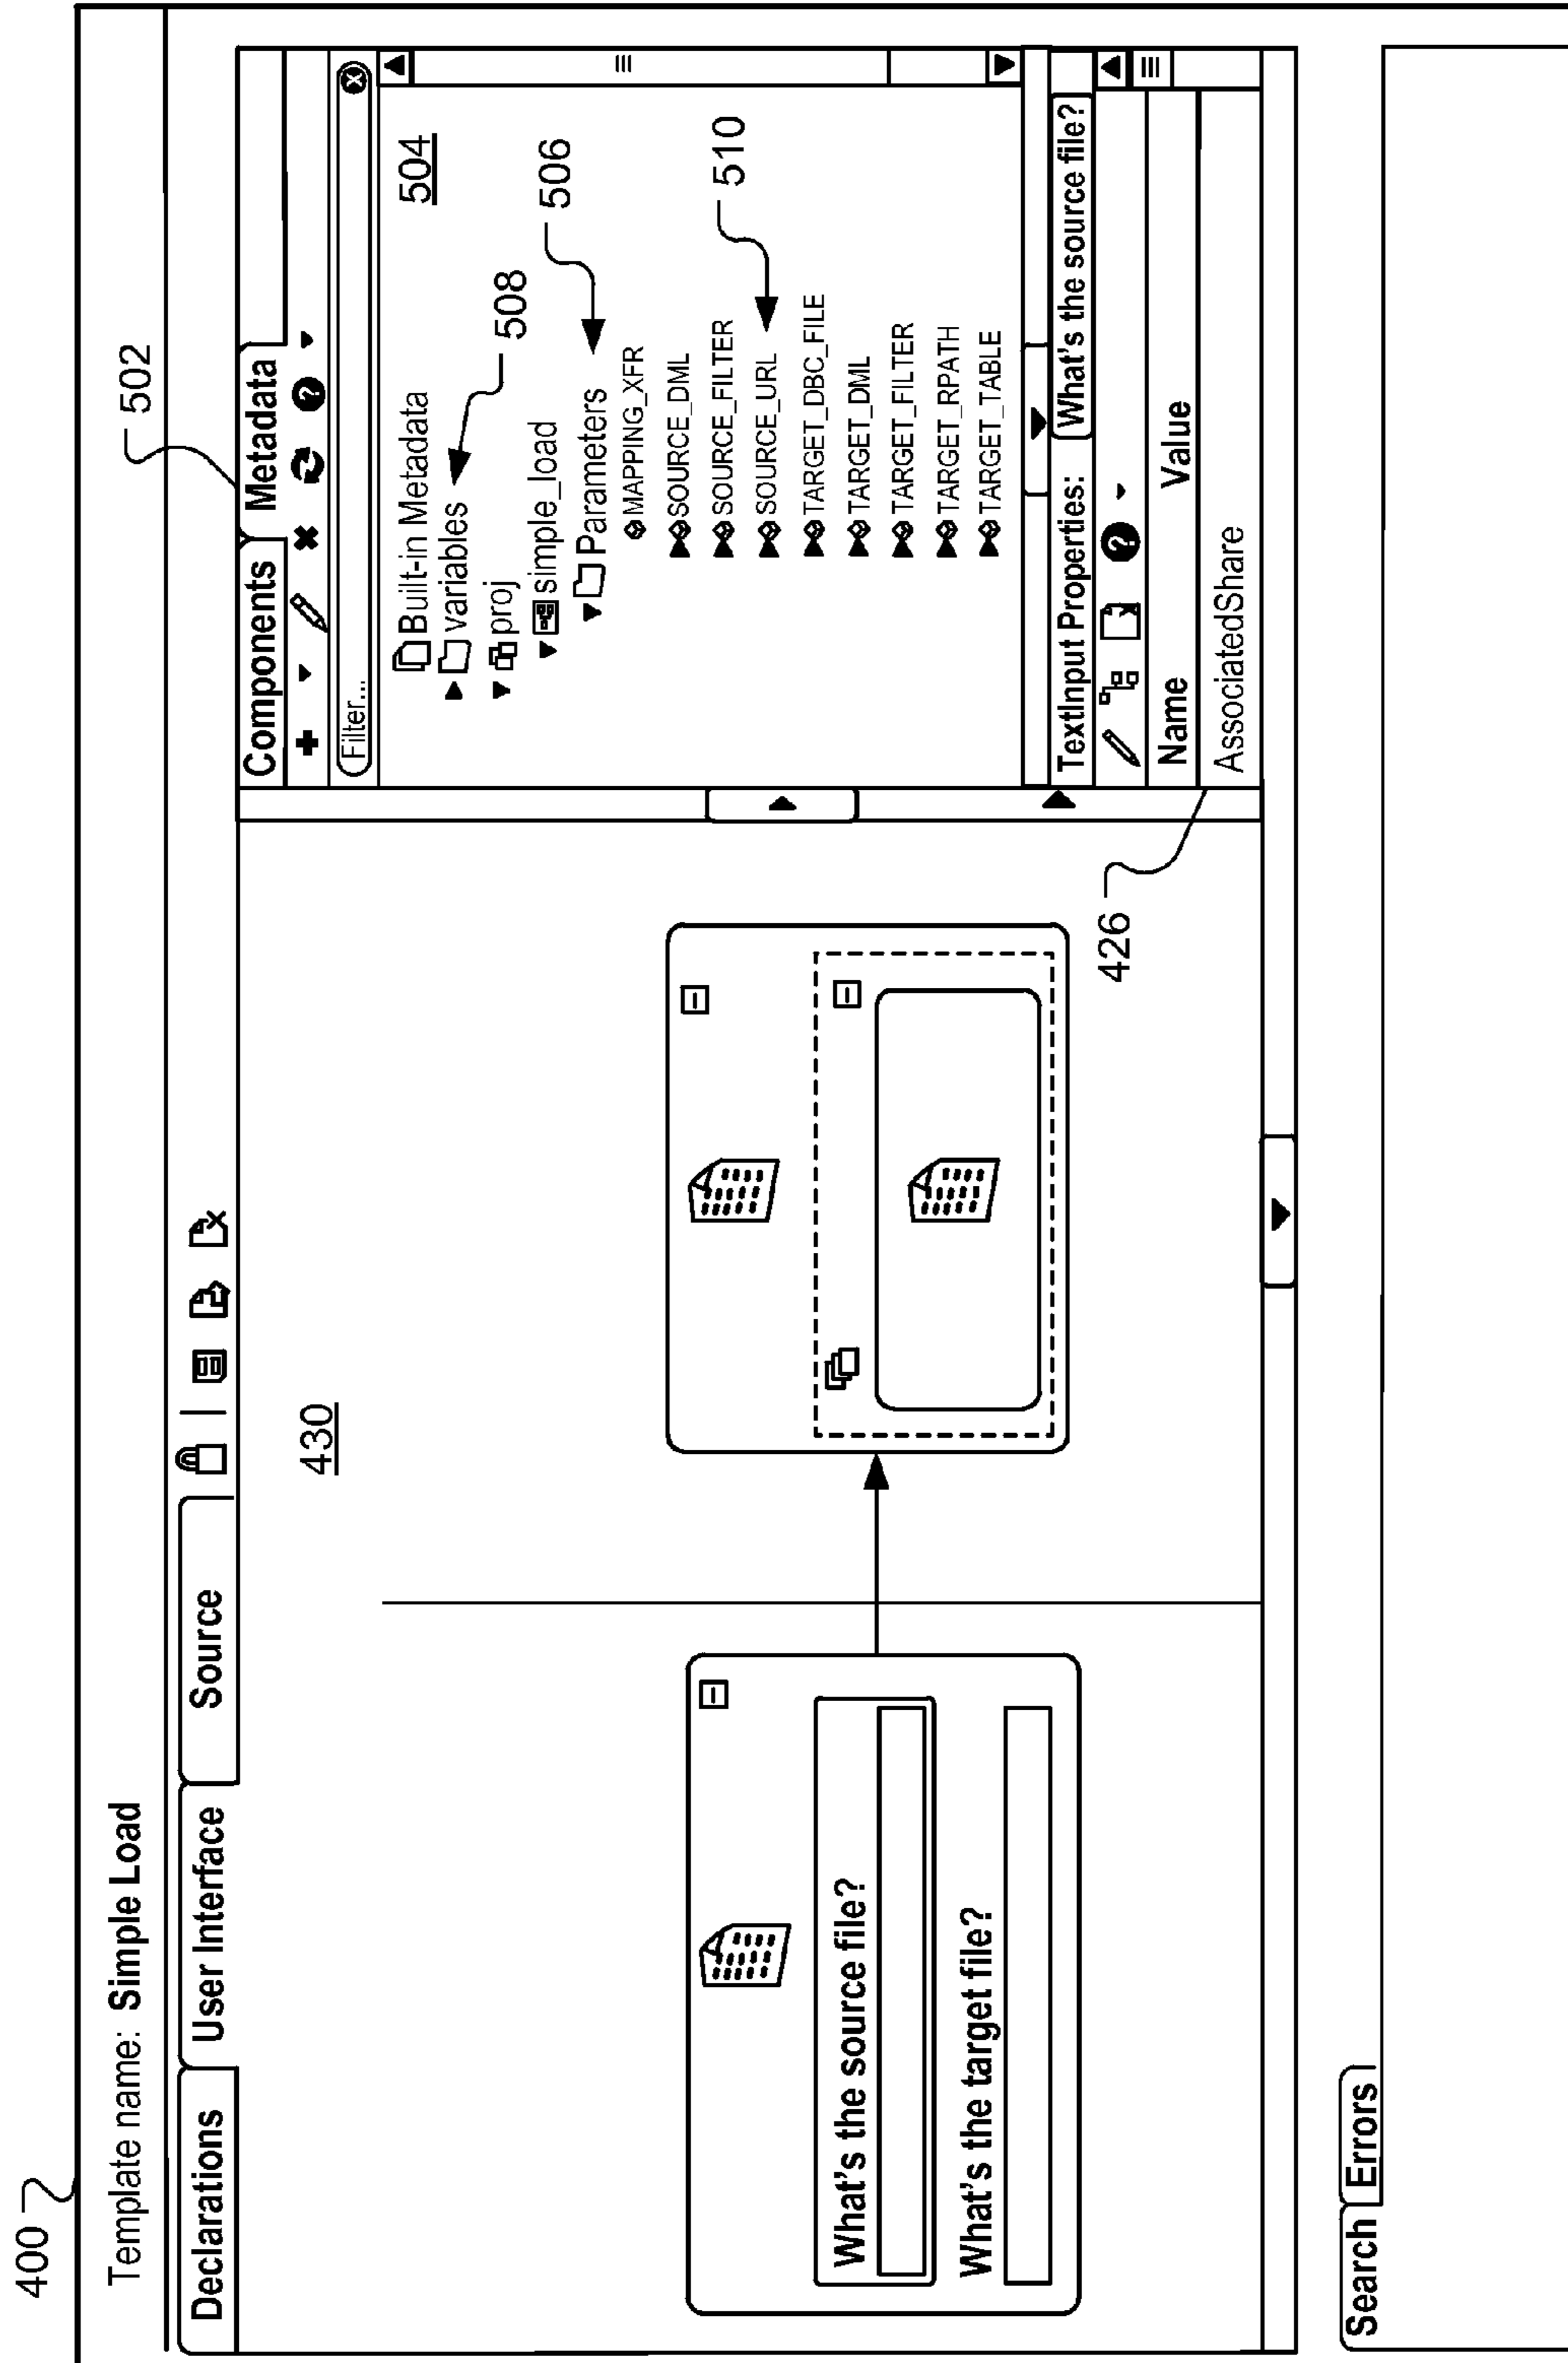 400
Template name: Simple Load
Declarations
User Interface
Source
430
What's the source file?
What's the target file?
502
Components
Metadata
Filter...
504
Built-in Metadata
variables
508
proj
simple_load
Parameters
506
MAPPING_XFR
SOURCE_DML
SOURCE_FILTER
SOURCE_URL
510
TARGET_DBC_FILE
TARGET_DML
TARGET_FILTER
TARGET_RPATH
TARGET_TABLE
TextInput Properties:
What's the source file?
Name
Value
AssociatedShare
426
Search
Errors